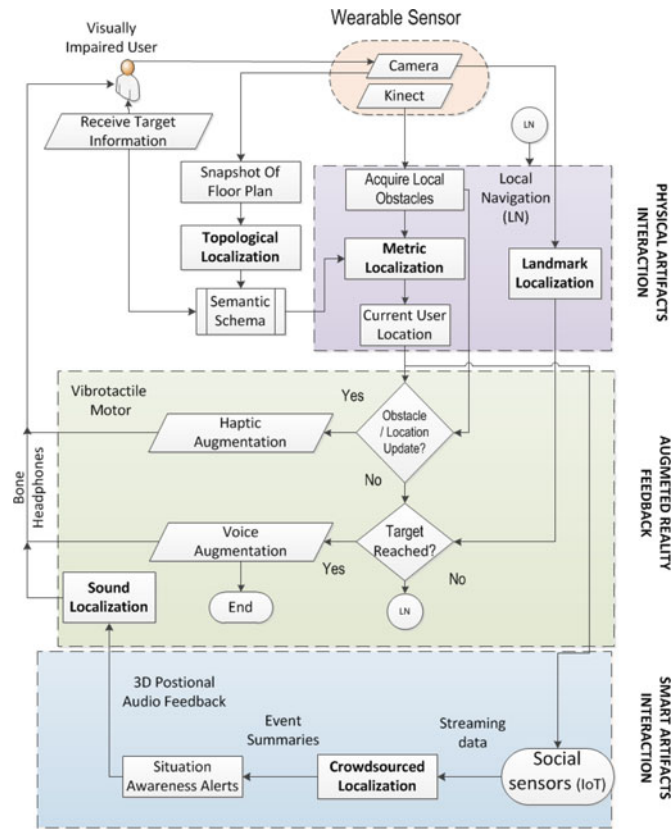 Wearable Sensor
Visually
Impaired User
Camera
Kinect
Receive Target
Information
LN
Snapshot Of
Floor Plan
Acquire Local
Obstacles
Local
Navigation
(LN)
Topological
Localization
Metric
Localization
Landmark
Localization
Semantic
Schema
Current User
Location
PHYSICAL ARTIFACTS
INTERACTION
Vibrotactile
Motor
Yes
Haptic
Augmentation
Obstacle
/ Location
Update?
No
Bone
Headphones
Voice
Augmentation
Yes
Target
Reached?
No
Sound
Localization
End
LN
AUGMETED REALITY
FEEDBACK
3D Postional
Audio Feedback
Event
Summaries
Streaming
data
Situation
Awareness Alerts
Crowdsourced
Localization
Social
sensors (IoT)
SMART ARTIFACTS
INTERACTION